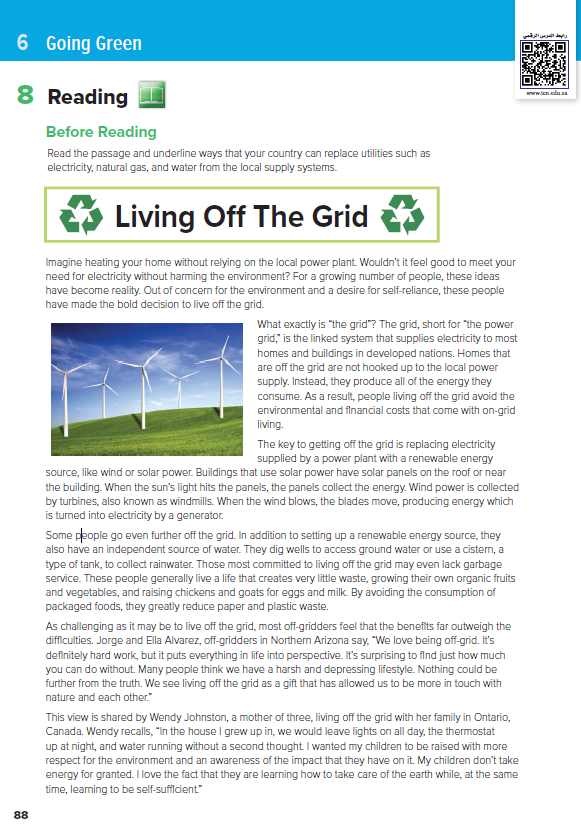 6 Going Green
رابط الدرس الرقمي
www.ien.edu.sa
8 Reading
Before Reading
Read the passage and underline ways that your country can replace utilities such as
electricity, natural gas, and water from the local supply systems.
Living Off The Grid
Imagine heating your home without relying on the local power plant. Wouldn't it feel good to meet your
need for electricity without harming the environment? For a growing number of people, these ideas
have become reality. Out of concern for the environment and a desire for self-reliance, these people
have made the bold decision to live off the grid.
What exactly is “the grid”? The grid, short for “the power
grid,” is the linked system that supplies electricity to most
homes and buildings in developed nations. Homes that
are off the grid are not hooked up to the local power
supply. Instead, they produce all of the energy they
consume. As a result, people living off the grid avoid the
environmental and financial costs that come with on-grid
living.
The key to getting off the grid is replacing electricity
supplied by a power plant with a renewable energy
source, like wind or solar power. Buildings that use solar power have solar panels on the roof or near
the building. When the sun's light hits the panels, the panels collect the energy. Wind power is collected
by turbines, also known as windmills. When the wind blows, the blades move, producing energy which
is turned into electricity by a generator.
Some people go even further off the grid. In addition to setting up a renewable energy source, they
also have an independent source of water. They dig wells to access ground water or use a cistern, a
type of tank, to collect rainwater. Those most committed to living off the grid may even lack garbage
service. These people generally live a life that creates very little waste, growing their own organic fruits
and vegetables, and raising chickens and goats for eggs and milk. By avoiding the consumption of
packaged foods, they greatly reduce paper and plastic waste.
As challenging as it may be to live off the grid, most off-gridders feel that the benefits far outweigh the
difficulties. Jorge and Ella Alvarez, off-gridders in Northern Arizona say, “We love being off-grid. It's
definitely hard work, but it puts everything in life into perspective. It's surprising to find just how much
you can do without. Many people think we have a harsh and depressing lifestyle. Nothing could be
further from the truth. We see living off the grid as a gift that has allowed us to be more in touch with
nature and each other.”
This view is shared by Wendy Johnston, a mother of three, living off the grid with her family in Ontario,
Canada. Wendy recalls, “In the house I grew up in, we would leave lights on all day, the thermostat
up at night, and water running without a second thought. I wanted my children to be raised with more
respect for the environment and an awareness of the impact that they have on it. My children don't take
energy for granted. I love the fact that they are learning how to take care of the earth while, at the same
time, learning to be self-sufficient.”
88